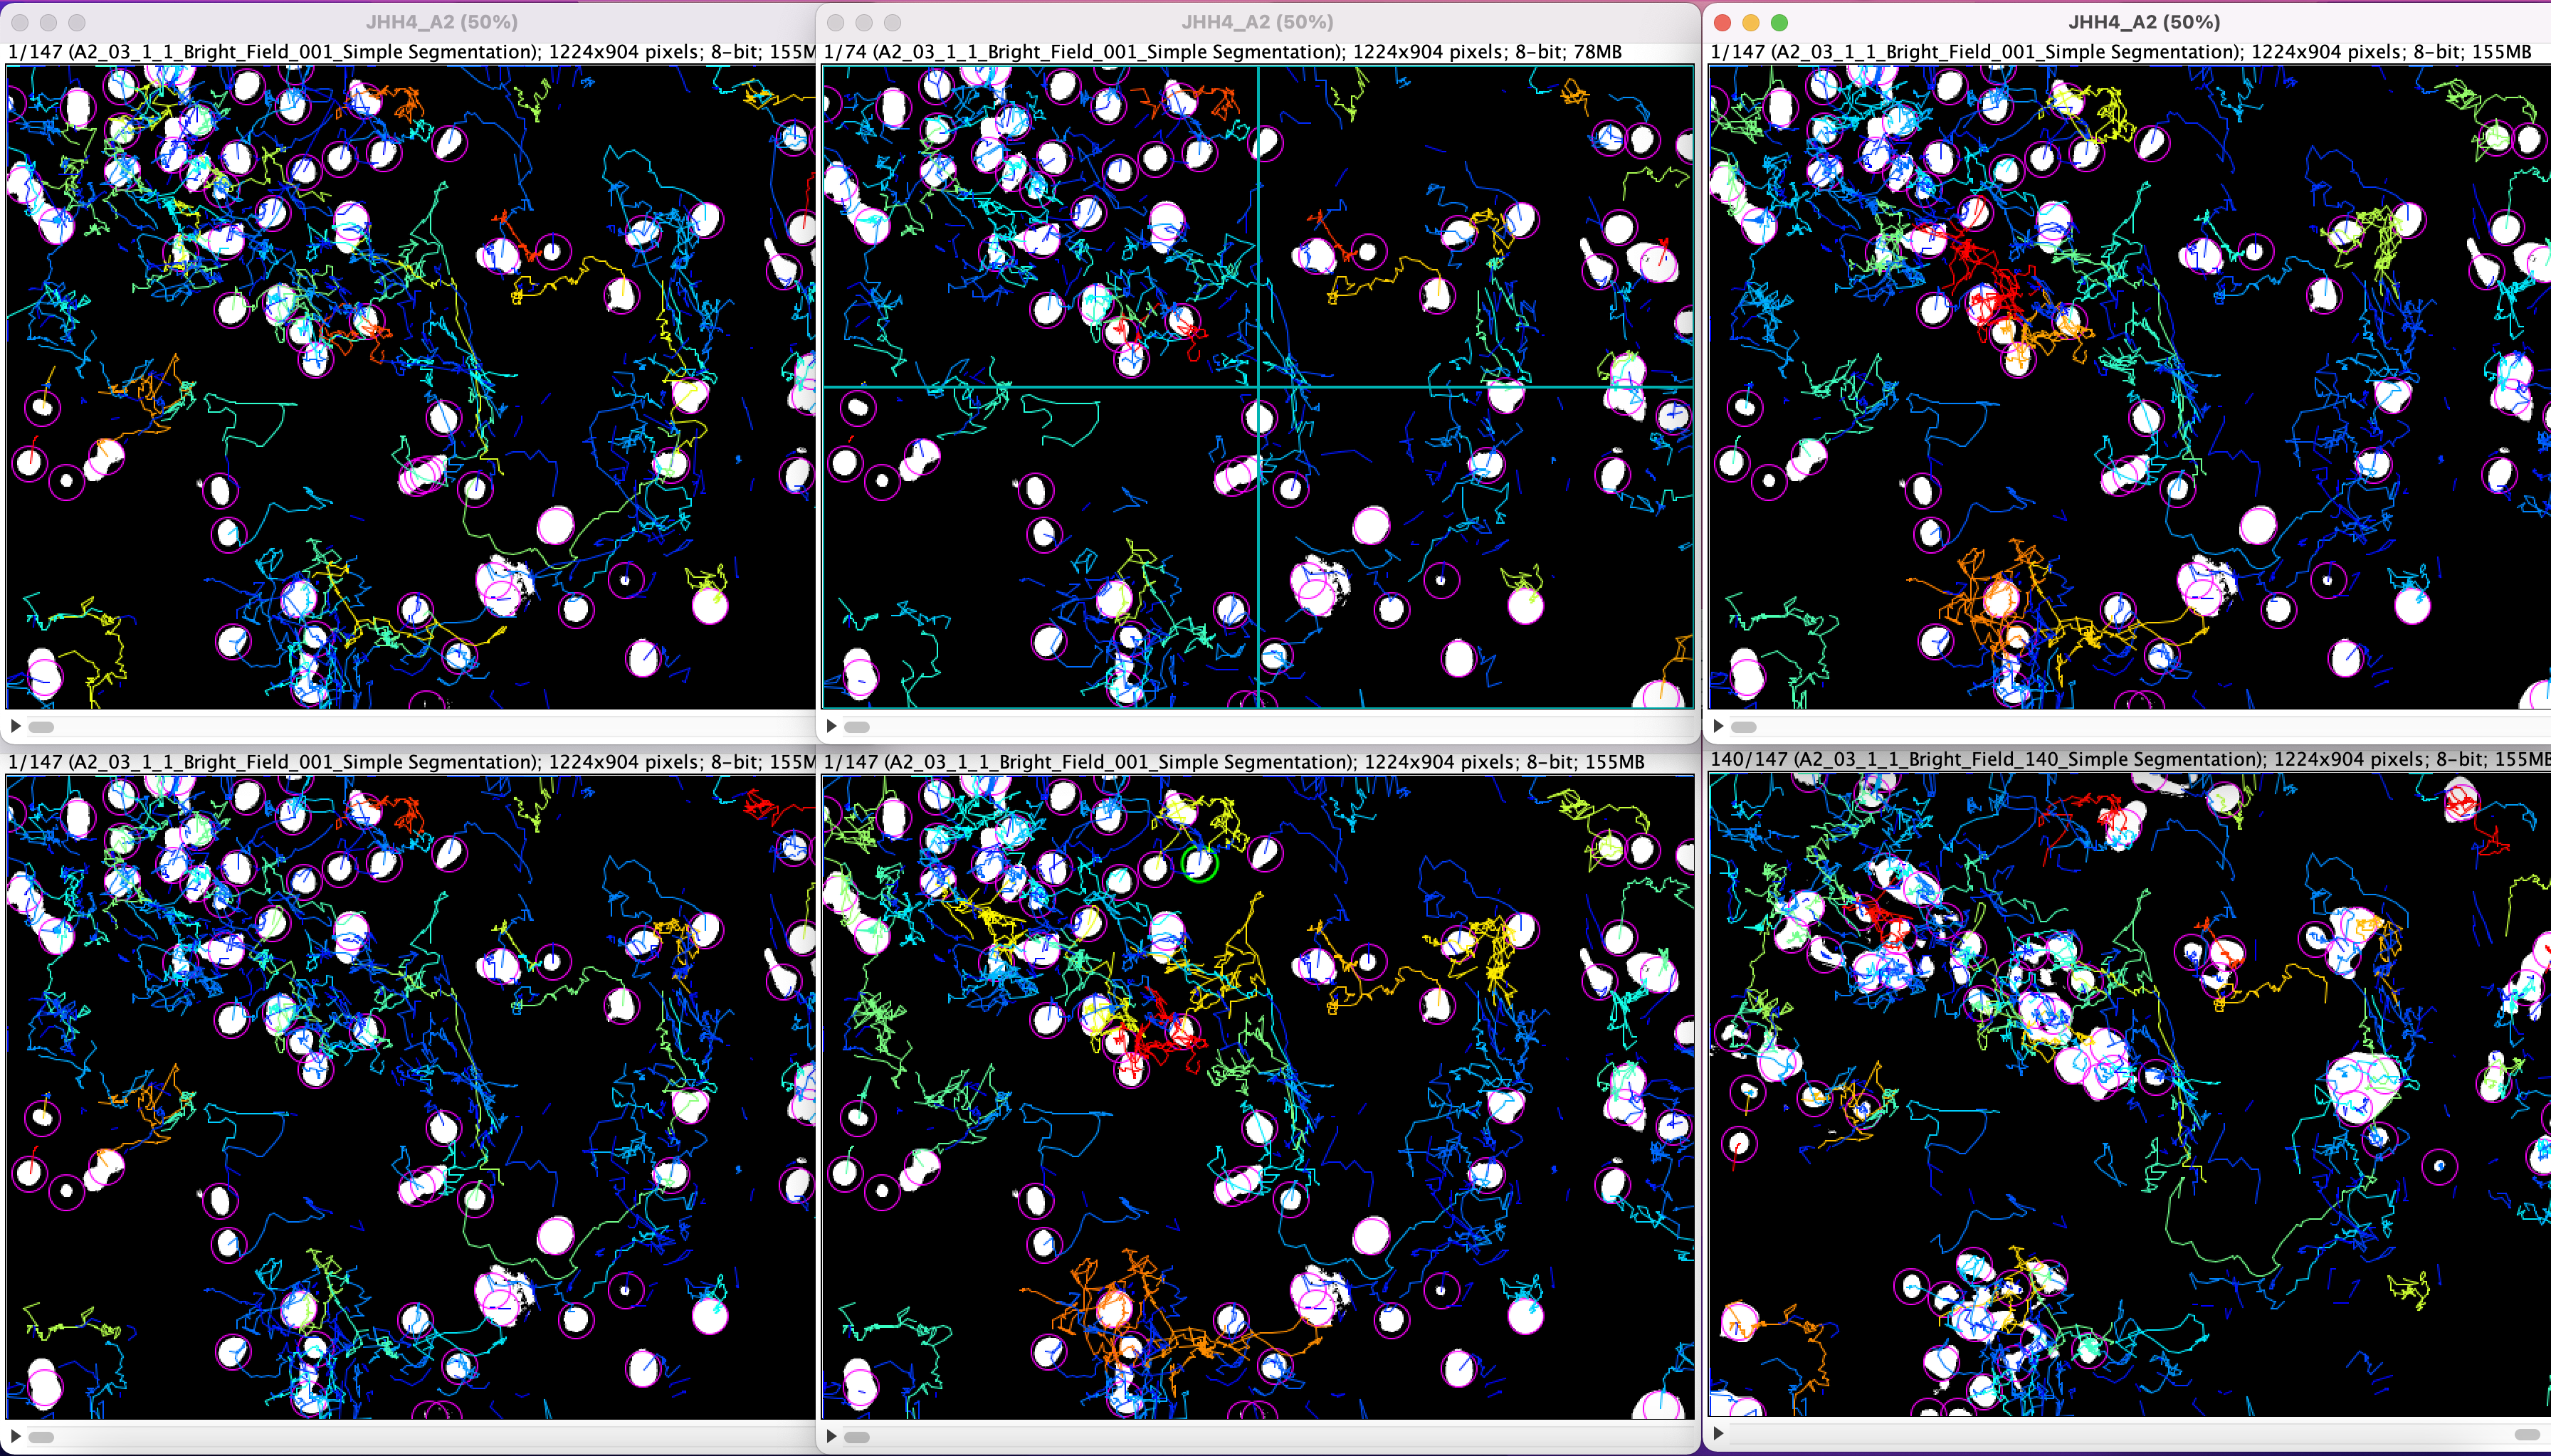 JHH4_A2 (50%)
1/147 (A2_03_1_1_Bright_Field_001_Simple Segmentation); 1224x904 pixels; 8-bit; 155M
JHH4_A2 (50%)
1/74 (A2_03_1_1_Bright_Field_001_Simple Segmentation); 1224x904 pixels; 8-bit; 78MB
JHH4_A2 (50%)
1/147 (A2_03_1_1_Bright_Field_001_Simple Segmentation); 1224x904 pixels; 8-bit; 155MB
1/147 (A2_03_1_1_Bright_Field_001_Simple Segmentation); 1224x904 pixels; 8-bit; 155M
1/147 (A2_03_1_1_Bright_Field_001_Simple Segmentation); 1224x904 pixels; 8-bit; 155MB
140/147 (A2_03_1_1_Bright_Field_140_Simple Segmentation); 1224x904 pixels; 8-bit; 155MB